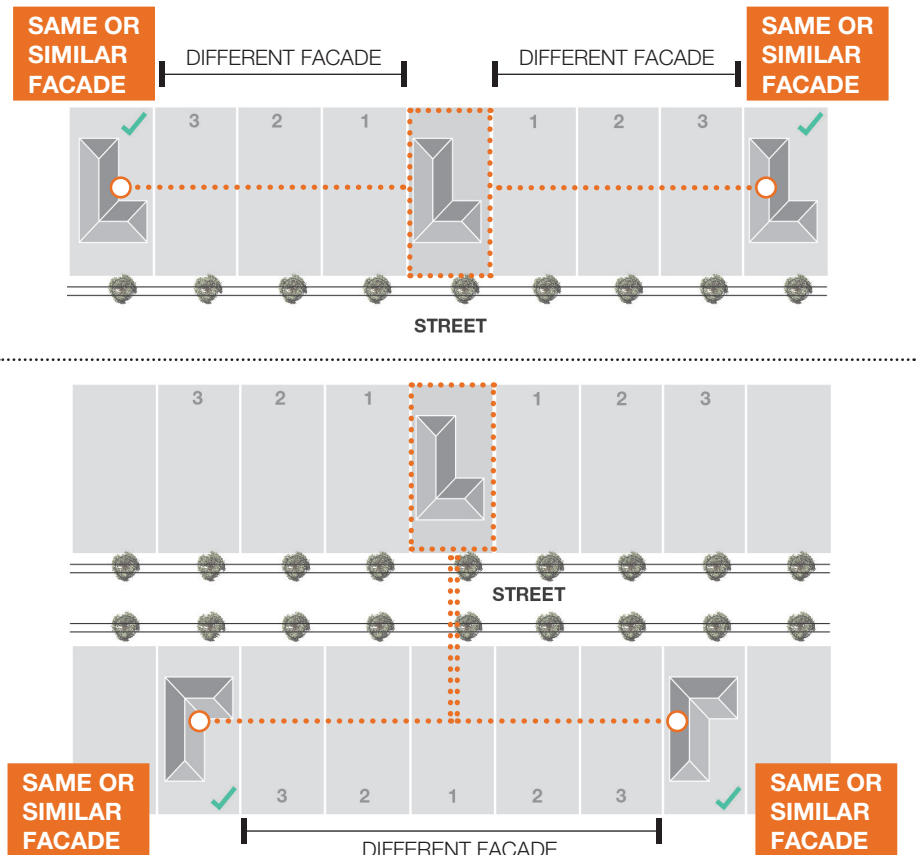 SAME OR
SIMILAR
FACADE
DIFFERENT FACADE
DIFFERENT FACADE
SAME OR
SIMILAR
FACADE
3 2 1 1 2 3
STREET
3 2 1 1 2 3
STREET
SAME OR
SIMILAR
FACADE
3 2 1 2 3
DIFFERENT FACADE
SAME OR
SIMILAR
FACADE